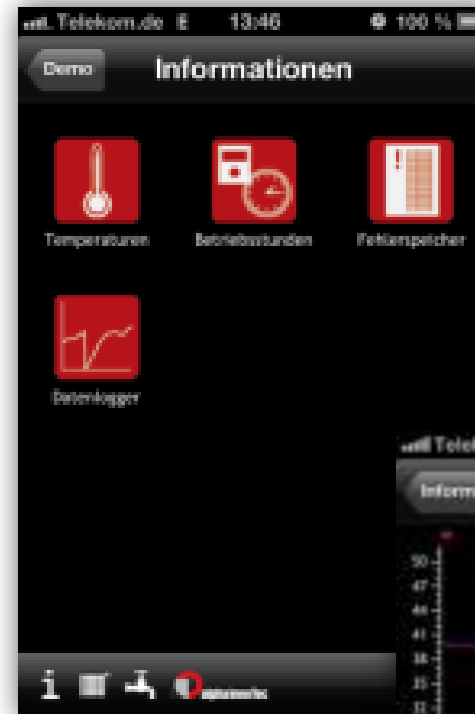 Telekom.de E 13:46 100 %
Demo Informationen
Temperaturen Betriebsstunden Fehlerspeicher
Datenlogger
Telek
Inform
50
47
44
41
38
35
32
i